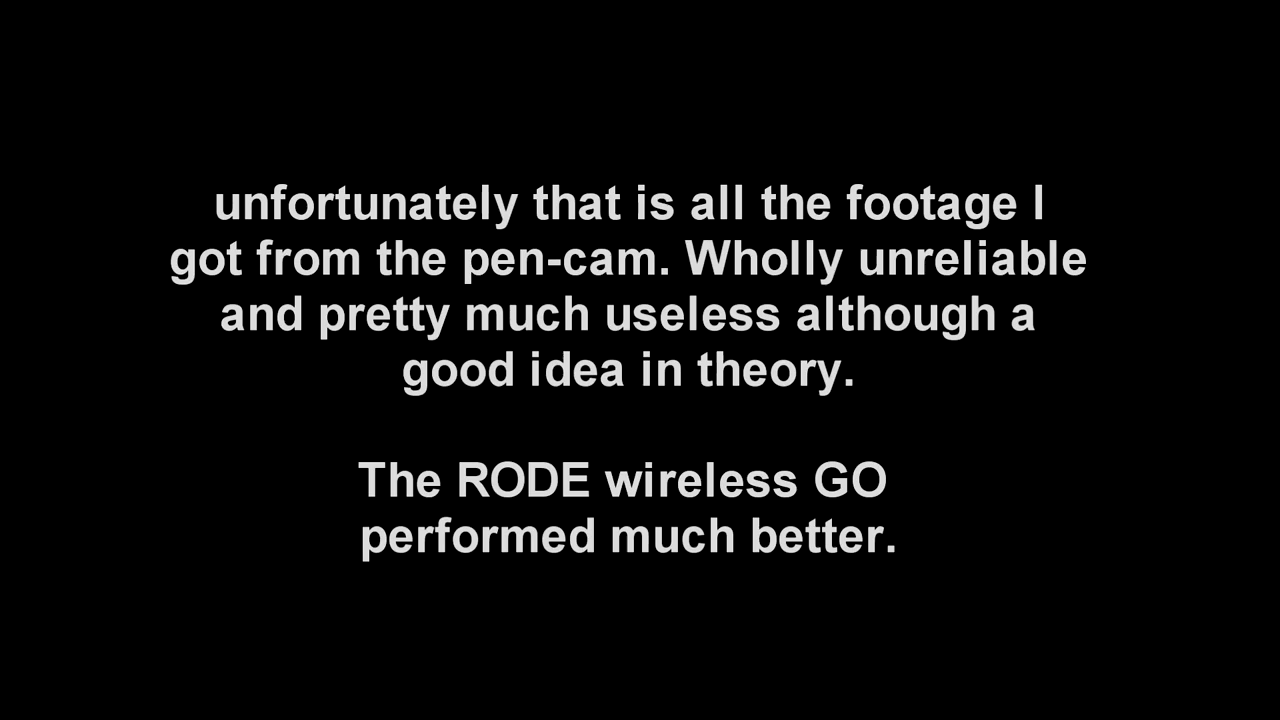 unfortunately that is all the footage I
got from the pen-cam. Wholly unreliable
and pretty much useless although a
good idea in theory.
The RODE wireless GO
performed much better.